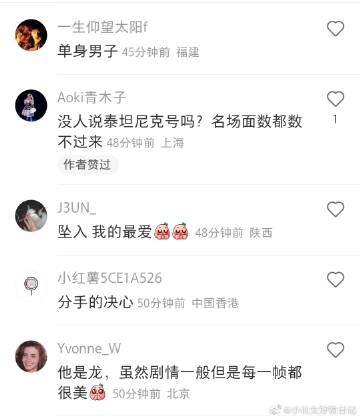 一生仰望太阳f
单身男子 45分钟前 福建
Aoki青木子
没人说泰坦尼克号吗？名场面数都数
不过来 48分钟前 上海
1
作者赞过
J3UN_
坠入 我的最爱 48分钟前 陕西
小红薯5CE1A526
分手的决心 50分钟前 中国香港
Yvonne_W
他是龙，虽然剧情一般但是每一帧都
很美 50分钟前 北京